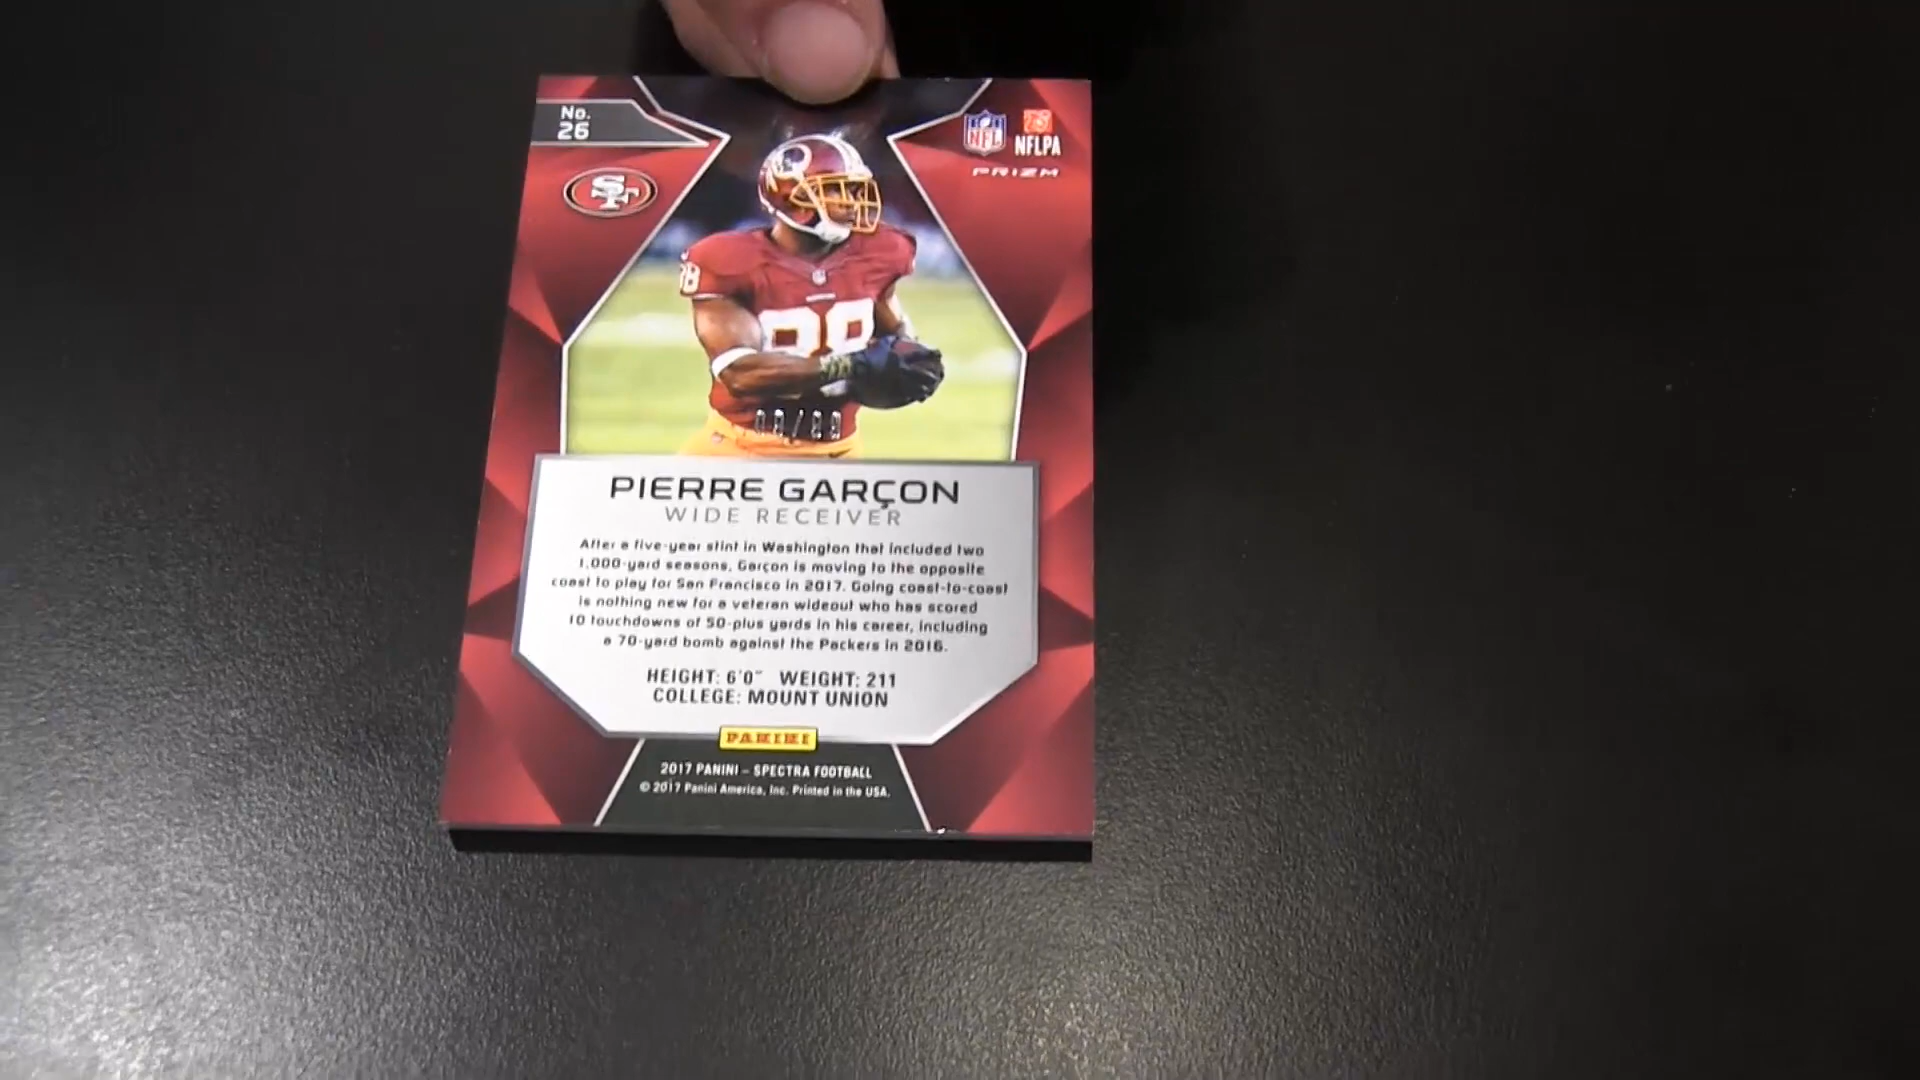 No.
26
SF
NFL
NFLPA
PRIZM
88
88
PIERRE GARÇON
WIDE RECEIVER
After a five-year stint in Washington that included two
1,000-yard seasons, Garçon is moving to the opposite
coast to play for San Francisco in 2017. Going coast-to-coast
is nothing new for a veteran wideout who has scored
10 touchdowns of 50-plus yards in his career, including
a 70-yard bomb against the Packers in 2016.
HEIGHT: 6'0" WEIGHT: 211
COLLEGE: MOUNT UNION
PANINI
2017 PANINI – SPECTRA FOOTBALL
© 2017 Panini America, Inc. Printed in the USA.